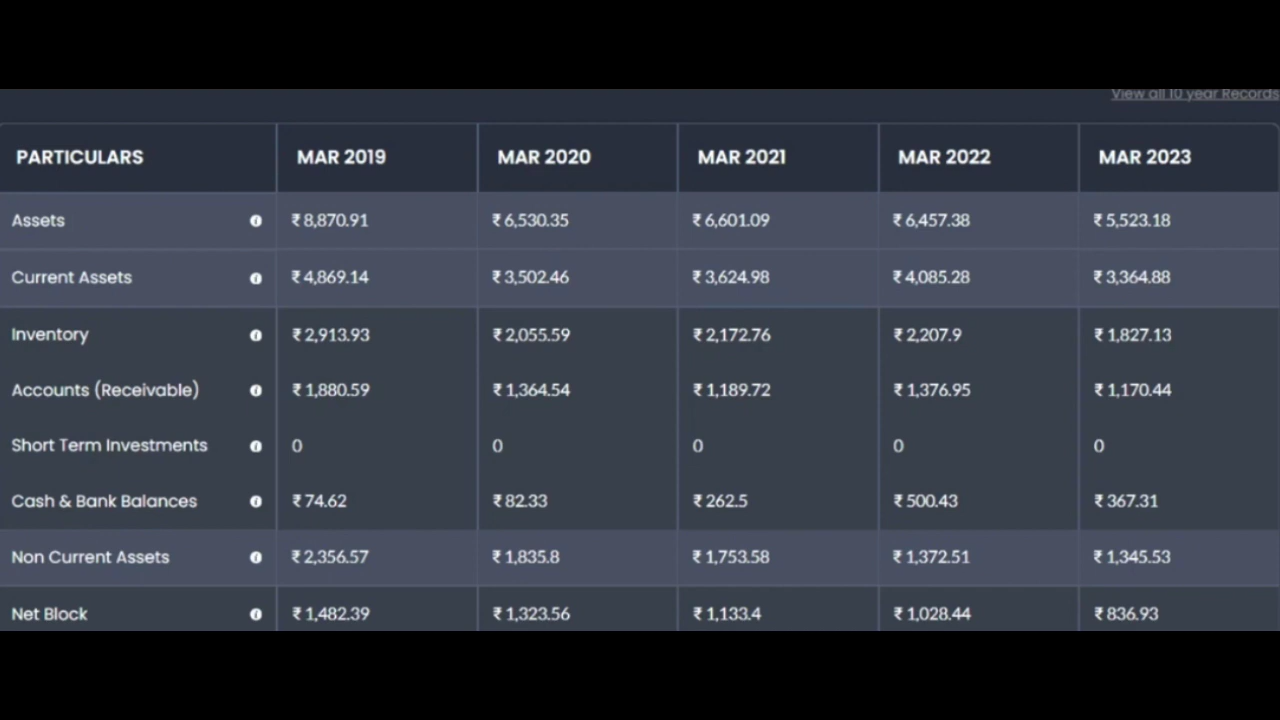 View all 10 year Records
PARTICULARS MAR 2019 MAR 2020 MAR 2021 MAR 2022 MAR 2023
Assets ₹ 8,870.91 ₹ 6,530.35 ₹ 6,601.09 ₹ 6,457.38 ₹ 5,523.18
Current Assets ₹ 4,869.14 ₹ 3,502.46 ₹ 3,624.98 ₹ 4,085.28 ₹ 3,364.88
Inventory ₹ 2,913.93 ₹ 2,055.59 ₹ 2,172.76 ₹ 2,207.9 ₹ 1,827.13
Accounts (Receivable) ₹ 1,880.59 ₹ 1,364.54 ₹ 1,189.72 ₹ 1,376.95 ₹ 1,170.44
Short Term Investments 0 0 0 0 0
Cash & Bank Balances ₹ 74.62 ₹ 82.33 ₹ 262.5 ₹ 500.43 ₹ 367.31
Non Current Assets ₹ 2,356.57 ₹ 1,835.8 ₹ 1,753.58 ₹ 1,372.51 ₹ 1,345.53
Net Block ₹ 1,482.39 ₹ 1,323.56 ₹ 1,133.4 ₹ 1,028.44 ₹ 836.93